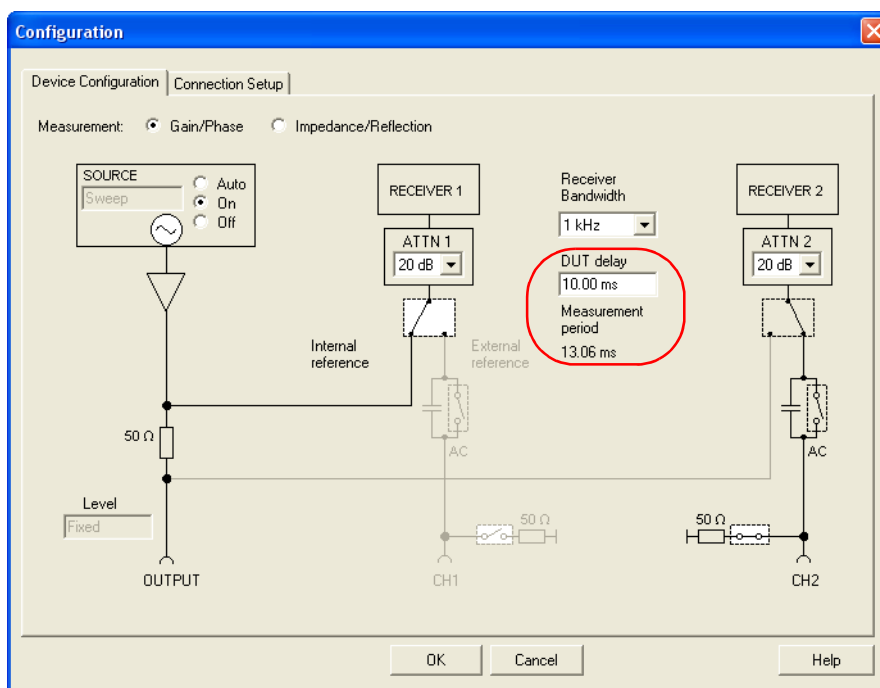 Configuration
Device Configuration
Connection Setup
Measurement:
Gain/Phase
Impedance/Reflection
SOURCE
Sweep
Auto
On
Off
RECEIVER 1
ATTN 1
20 dB
Receiver
Bandwidth
1 kHz
DUT delay
10.00 ms
Measurement
period
13.06 ms
RECEIVER 2
ATTN 2
20 dB
Internal
reference
External
reference
50 Ω
AC
AC
Level
Fixed
50 Ω
50 Ω
OUTPUT
CH1
CH2
OK
Cancel
Help